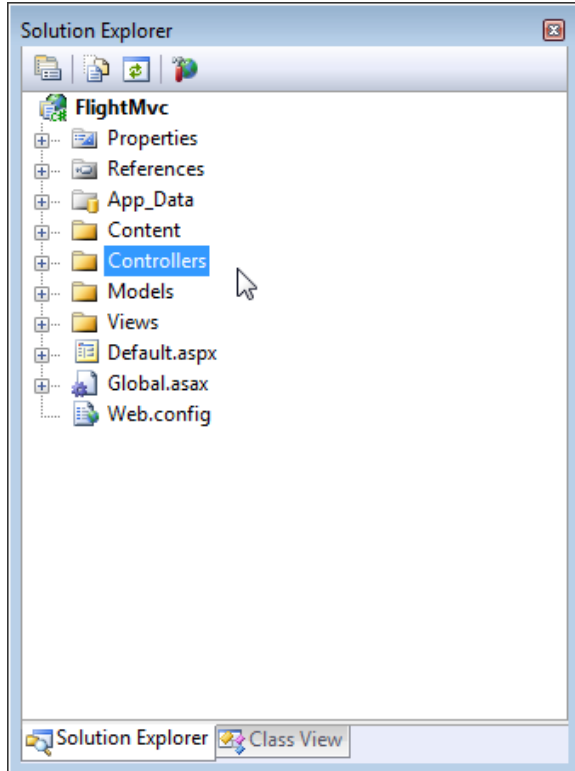 Solution Explorer
FlightMvc
Properties
References
App_Data
Content
Controllers
Models
Views
Default.aspx
Global.asax
Web.config
Solution Explorer Class View